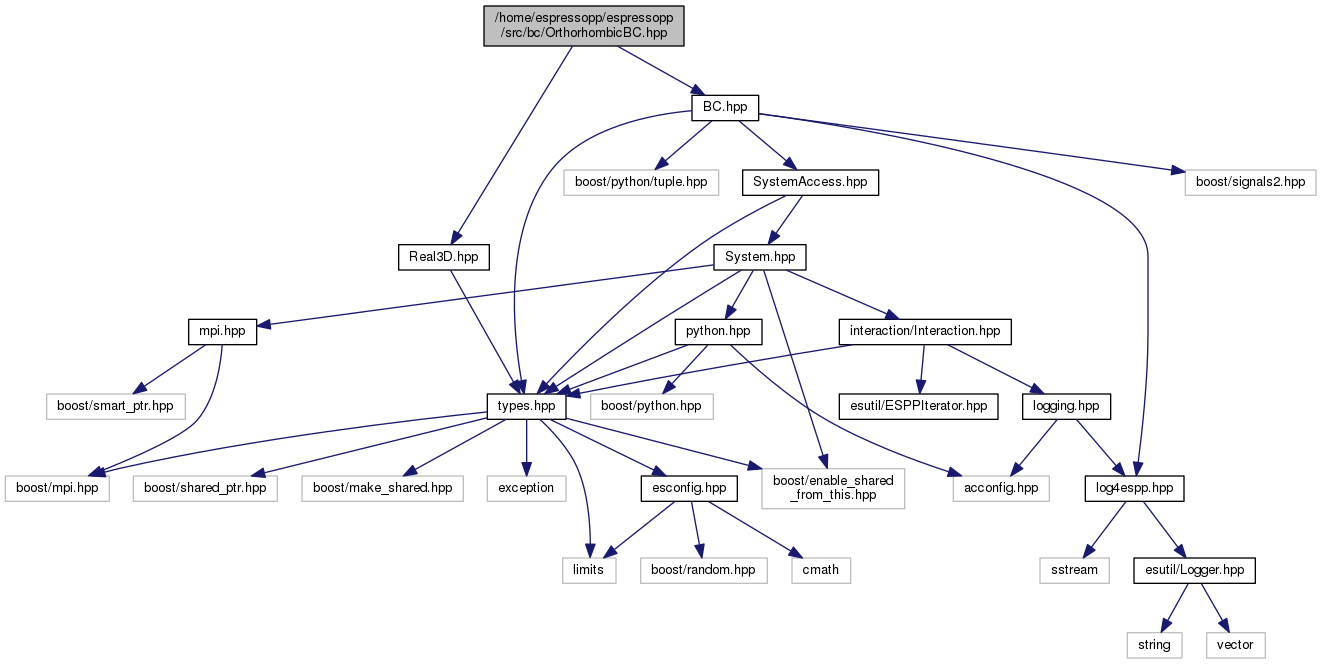 /home/espressopp/espressopp
/src/bc/OrthorhombicBC.hpp
BC.hpp
boost/python/tuple.hpp
SystemAccess.hpp
boost/signals2.hpp
Real3D.hpp
System.hpp
mpi.hpp
python.hpp
interaction/Interaction.hpp
boost/smart_ptr.hpp
types.hpp
boost/python.hpp
esutil/ESPPIterator.hpp
logging.hpp
boost/mpi.hpp
boost/shared_ptr.hpp
boost/make_shared.hpp
exception
esconfig.hpp
boost/enable_shared
_from_this.hpp
acconfig.hpp
log4espp.hpp
limits
boost/random.hpp
cmath
sstream
esutil/Logger.hpp
string
vector